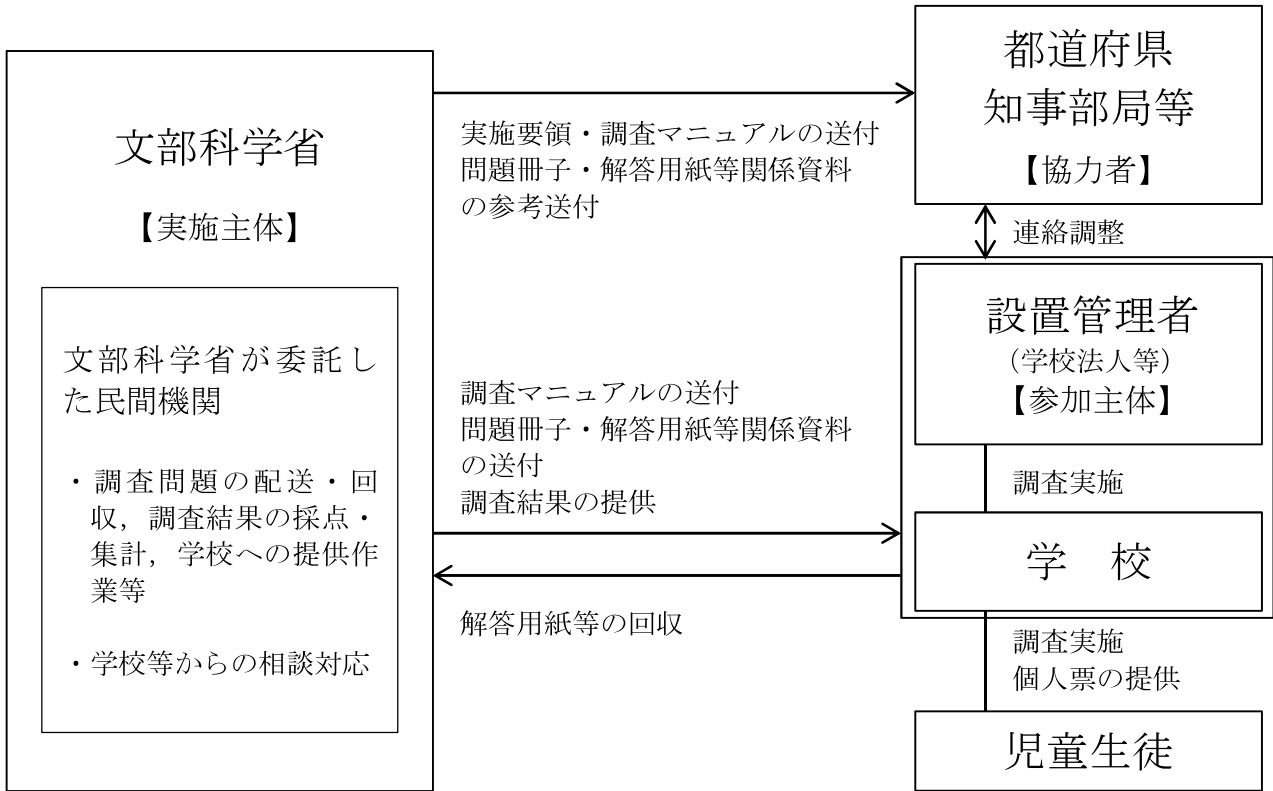 文部科学省
【実施主体】
文部科学省が委託し
た民間機関
・調査問題の配送・回
収，調査結果の採点・
集計，学校への提供作
業等
・学校等からの相談対応
実施要領・調査マニュアルの送付
問題冊子・解答用紙等関係資料
の参考送付
調査マニュアルの送付
問題冊子・解答用紙等関係資料
の送付
調査結果の提供
解答用紙等の回収
都道府県
知事部局等
【協力者】
連絡調整
設置管理者
（学校法人等）
【参加主体】
調査実施
学　校
調査実施
個人票の提供
児童生徒